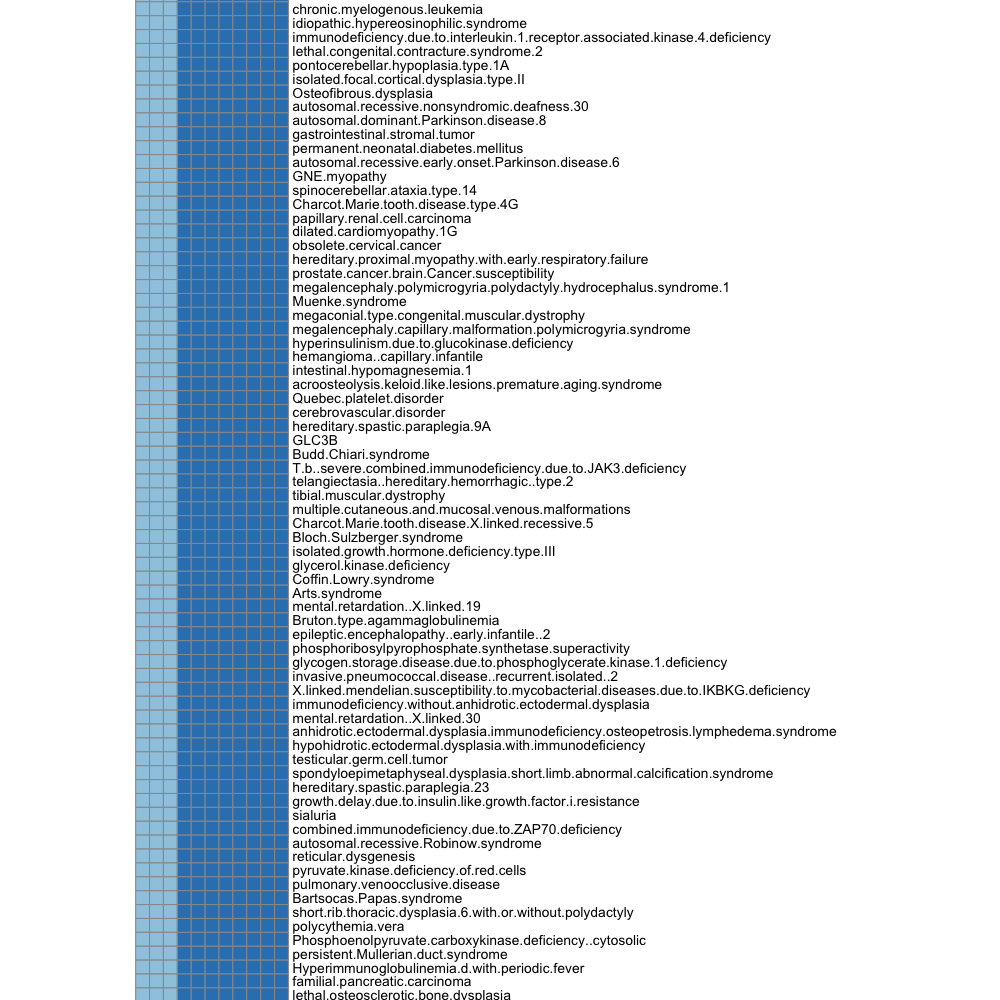 chronic.myelogenous.leukemia
idiopathic.hypereosinophilic.syndrome
immunodeficiency.due.to.interleukin.1.receptor.associated.kinase.4.deficiency
lethal.congenital.contracture.syndrome.2
pontocerebellar.hypoplasia.type.1A
isolated.focal.cortical.dysplasia.type.II
Osteofibrous.dysplasia
autosomal.recessive.nonsyndromic.deafness.30
autosomal.dominant.Parkinson.disease.8
gastrointestinal.stromal.tumor
permanent.neonatal.diabetes.mellitus
autosomal.recessive.early.onset.Parkinson.disease.6
GNE.myopathy
spinocerebellar.ataxia.type.14
Charcot.Marie.tooth.disease.type.4G
papillary.renal.cell.carcinoma
dilated.cardiomyopathy.1G
obsolete.cervical.cancer
hereditary.proximal.myopathy.with.early.respiratory.failure
prostate.cancer.brain.Cancer.susceptibility
megalencephaly.polymicrogyria.polydactyly.hydrocephalus.syndrome.1
Muenke.syndrome
megaconial.type.congenital.muscular.dystrophy
megalencephaly.capillary.malformation.polymicrogyria.syndrome
hyperinsulinism.due.to.glucokinase.deficiency
hemangioma..capillary.infantile
intestinal.hypomagnesemia.1
acroosteolysis.keloid.like.lesions.premature.aging.syndrome
Quebec.platelet.disorder
cerebrovascular.disorder
hereditary.spastic.paraplegia.9A
GLC3B
Budd.Chiari.syndrome
T.b..severe.combined.immunodeficiency.due.to.JAK3.deficiency
telangiectasia..hereditary.hemorrhagic..type.2
tibial.muscular.dystrophy
multiple.cutaneous.and.mucosal.venous.malformations
Charcot.Marie.tooth.disease.X.linked.recessive.5
Bloch.Sulzberger.syndrome
isolated.growth.hormone.deficiency.type.III
glycerol.kinase.deficiency
Coffin.Lowry.syndrome
Arts.syndrome
mental.retardation..X.linked.19
Bruton.type.agammaglobulinemia
epileptic.encephalopathy..early.infantile..2
phosphoribosylpyrophosphate.synthetase.superactivity
glycogen.storage.disease.due.to.phosphoglycerate.kinase.1.deficiency
invasive.pneumococcal.disease..recurrent.isolated..2
X.linked.mendelian.susceptibility.to.mycobacterial.diseases.due.to.IKBKG.deficiency
immunodeficiency.without.anhidrotic.ectodermal.dysplasia
mental.retardation..X.linked.30
anhidrotic.ectodermal.dysplasia.immunodeficiency.osteopetrosis.lymphedema.syndrome
hypohidrotic.ectodermal.dysplasia.with.immunodeficiency
testicular.germ.cell.tumor
spondyloepimetaphyseal.dysplasia.short.limb.abnormal.calcification.syndrome
hereditary.spastic.paraplegia.23
growth.delay.due.to.insulin.like.growth.factor.i.resistance
sialuria
combined.immunodeficiency.due.to.ZAP70.deficiency
autosomal.recessive.Robinow.syndrome
reticular.dysgenesis
pyruvate.kinase.deficiency.of.red.cells
pulmonary.venoocclusive.disease
Bartsocas.Papas.syndrome
short.rib.thoracic.dysplasia.6.with.or.without.polydactyly
polycythemia.vera
Phosphoenolpyruvate.carboxykinase.deficiency..cytosolic
persistent.Mullerian.duct.syndrome
Hyperimmunoglobulinemia.d.with.periodic.fever
familial.pancreatic.carcinoma
lethal.osteosclerotic.bone.dysplasia